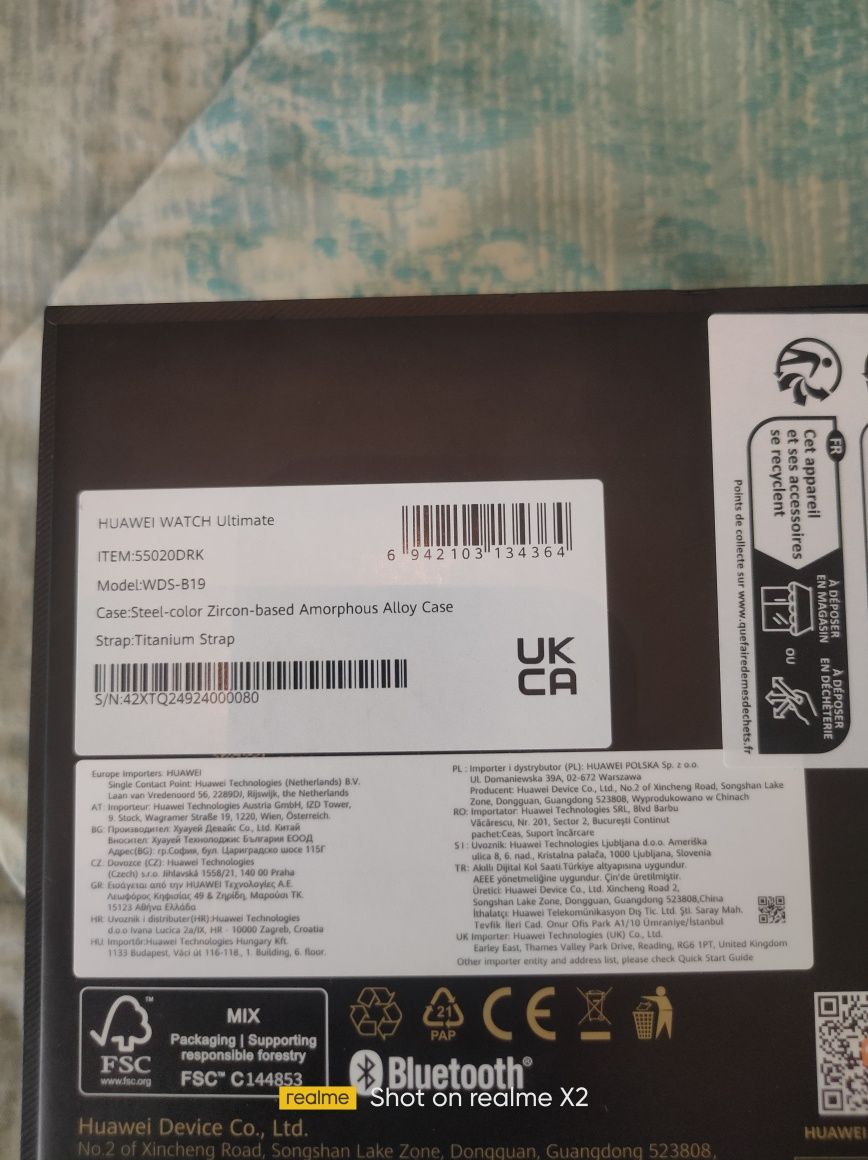 HUAWEI WATCH Ultimate
6 942103 134364
ITEM:55020DRK
Model:WDS-B19
Case:Steel-color Zircon-based Amorphous Alloy Case
Strap:Titanium Strap
S/N:42XTQ24924000080
UK
CA
FR
Cet appareil
et ses accessoires
se recyclent
À DÉPOSER
EN MAGASIN
OU
À DÉPOSER
EN DÉCHÈTERIE
Points de collecte sur www.quefairedemesdechets.fr
Europe Importers: HUAWEI
Single Contact Point: Huawei Technologies (Netherlands) B.V.
Laan van Vredenoord 56, 2289DJ, Rijswijk, the Netherlands
AT: Importeur: Huawei Technologies Austria GmbH, IZD Tower,
9. Stock, Wagramer Straße 19, 1220, Wien, Österreich.
BG: Производител: Хуауей Девайс Ко., Ltd. Китай
Вносител: Хуауей Технолоджис България ЕООД
Адрес(BG): гр.София, бул. Цариградско шосе 115Г
CZ: Dovozce (CZ): Huawei Technologies
(Czech) s.r.o. Jihlavská 1558/21, 140 00 Praha
GR: Εισάγεται από την HUAWEI Τεχνολογίες Α.Ε.
Λεωφόρος Κηφισίας 49 & Ζηρίδη, Μαρούσι ΤΚ.
15123 Αθήνα Ελλάδα
HR: Uvoznik i distributer(HR):Huawei Technologies
d.o.o Ivana Lucica 2a/IX, HR - 10000 Zagreb, Croatia
HU: Importőr:Huawei Technologies Hungary Kft.
1133 Budapest, Váci út 116-118., 1. Building, 6. floor.
PL : Importer i dystrybutor (PL): HUAWEI POLSKA Sp. z o.o.
Ul. Domaniewska 39A, 02-672 Warszawa
Producent: Huawei Device Co., Ltd., No.2 of Xincheng Road, Songshan Lake
Zone, Dongguan, Guangdong 523808, Wyprodukowano w Chinach
RO: Importator: Huawei Technologies SRL, Blvd Barbu
Văcărescu, Nr. 201, Sector 2, București Continut
pachet:Ceas, Suport încărcare
SI: Uvoznik: Huawei Technologies Ljubljana d.o.o. Ameriška
ulica 8, 6. nad., Kristalna palača, 1000 Ljubljana, Slovenia
TR: Akıllı Dijital Kol Saati.Türkiye altyapısına uygundur.
AEEE yönetmeliğine uygundur. Çin'de üretilmiştir.
Üretici: Huawei Device Co., Ltd. Xincheng Road 2,
Songshan Lake Zone, Dongguan, Guangdong 523808,China
İthalatçı: Huawei Telekomünikasyon Dış Tic. Ltd. Şti. Saray Mah.
Tevfik İleri Cad. Onur Ofis Park A1/10 Ümraniye/İstanbul
UK Importer: Huawei Technologies (UK) Co., Ltd.
Earley East, Thames Valley Park Drive, Reading, RG6 1PT, United Kingdom
Other importer entity and address list, please check Quick Start Guide
FSC
www.fsc.org
MIX
Packaging | Supporting
responsible forestry
FSC™ C144853
21
PAP
CE
Bluetooth®
realme Shot on realme X2
Huawei Device Co., Ltd.
No.2 of Xincheng Road, Songshan Lake Zone, Dongguan, Guangdong 523808,
HUAWEI